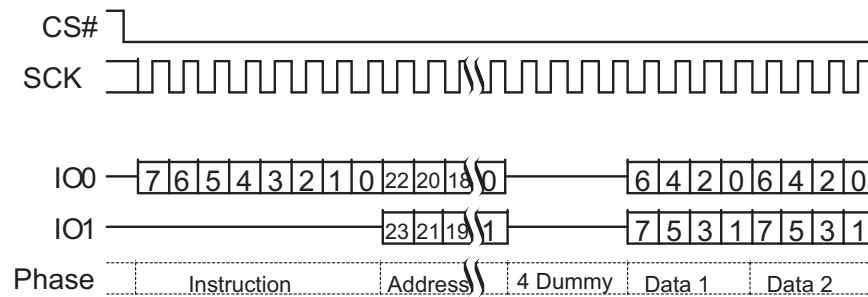 CS#
SCK
IO0 7 6 5 4 3 2 1 0 22 20 18 0 6 4 2 0 6 4 2 0
IO1 23 21 19 1 7 5 3 1 7 5 3 1
Phase Instruction Address 4 Dummy Data 1 Data 2